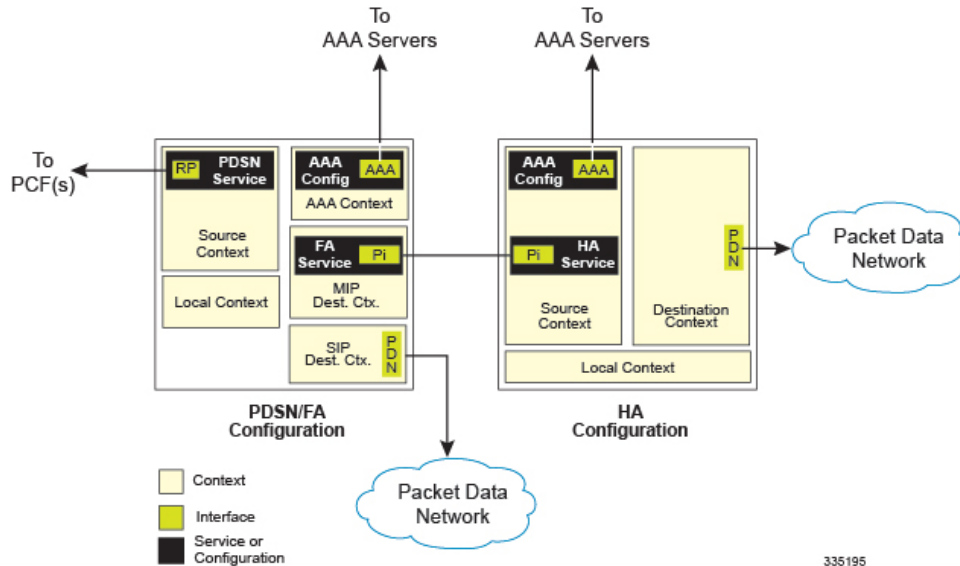 To
AAA Servers
To
AAA Servers
To
PCF(s)
RP
PDSN
Service
Source
Context
Local Context
AAA
Config
AAA
AAA Context
FA
Service
Pi
MIP
Dest. Ctx.
SIP
Dest. Ctx.
PDN
PDSN/FA
Configuration
AAA
Config
AAA
Pi
HA
Service
Source
Context
PDN
Destination
Context
Local Context
HA
Configuration
Packet Data
Network
Packet Data
Network
Context
Interface
Service or
Configuration
335195